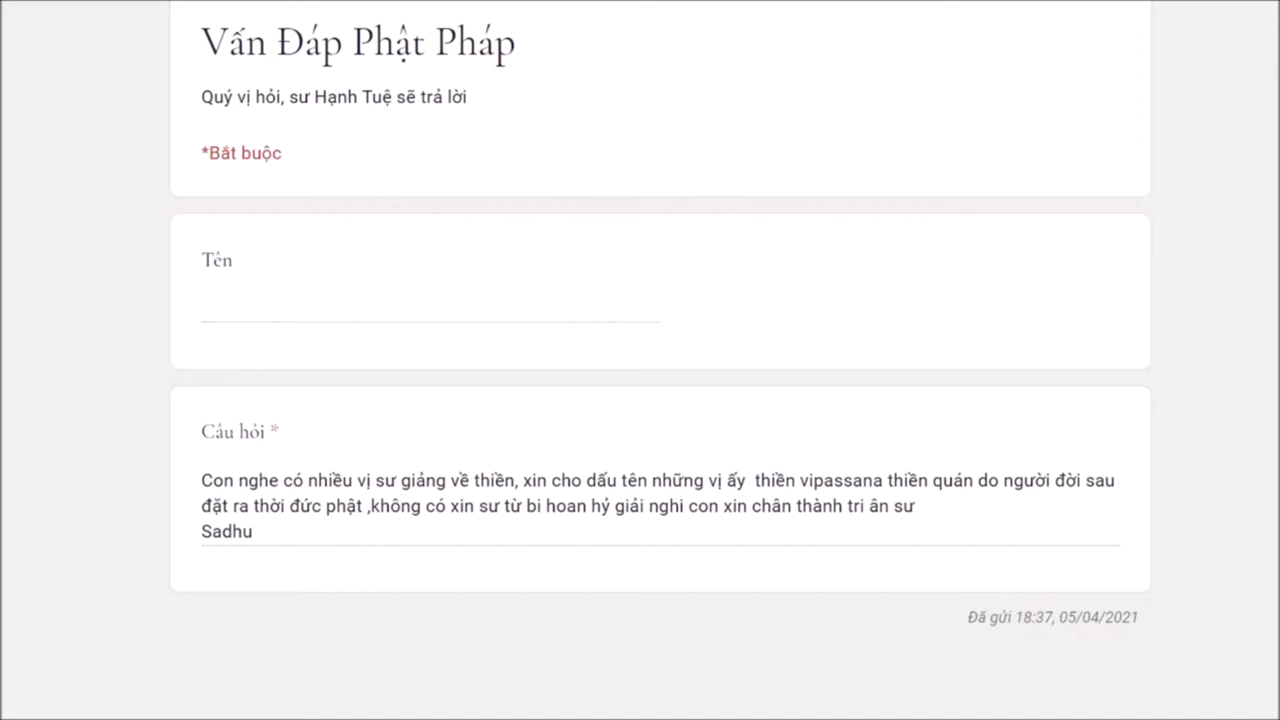 Vấn Đáp Phật Pháp
Quý vị hỏi, sư Hạnh Tuệ sẽ trả lời
*Bắt buộc
Tên
Câu hỏi *
Con nghe có nhiều vị sư giảng về thiền, xin cho dấu tên những vị ấy  thiền vipassana thiền quán do người đời sau
đặt ra thời đức phật ,không có xin sư từ bi hoan hỷ giải nghi con xin chân thành tri ân sư
Sadhu
Đã gửi 18:37, 05/04/2021